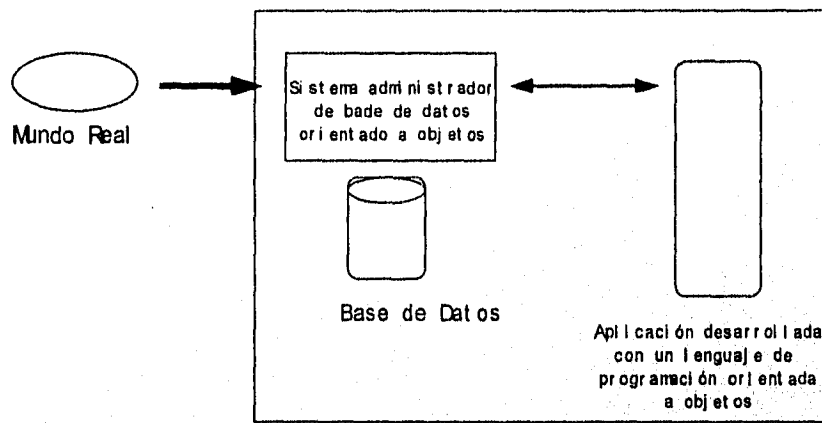 Mundo Real
Sistema administrador
de bade de datos
orientado a objetos
Base de Datos
Aplicación desarrollada
con un lenguaje de
programación orientada
a objetos